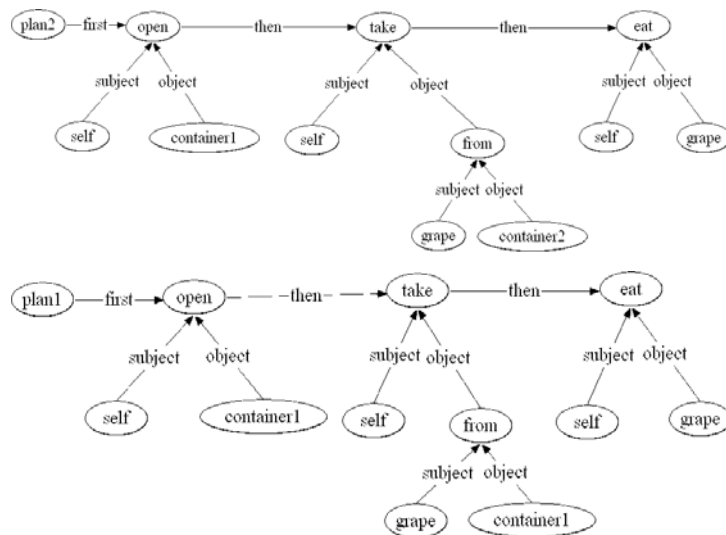 plan2 first open then take then eat
subject object subject object subject object
self container1 self from self grape
subject object
grape container2
plan1 first open then take then eat
subject object subject object subject object
self container1 self from self grape
subject object
grape container1